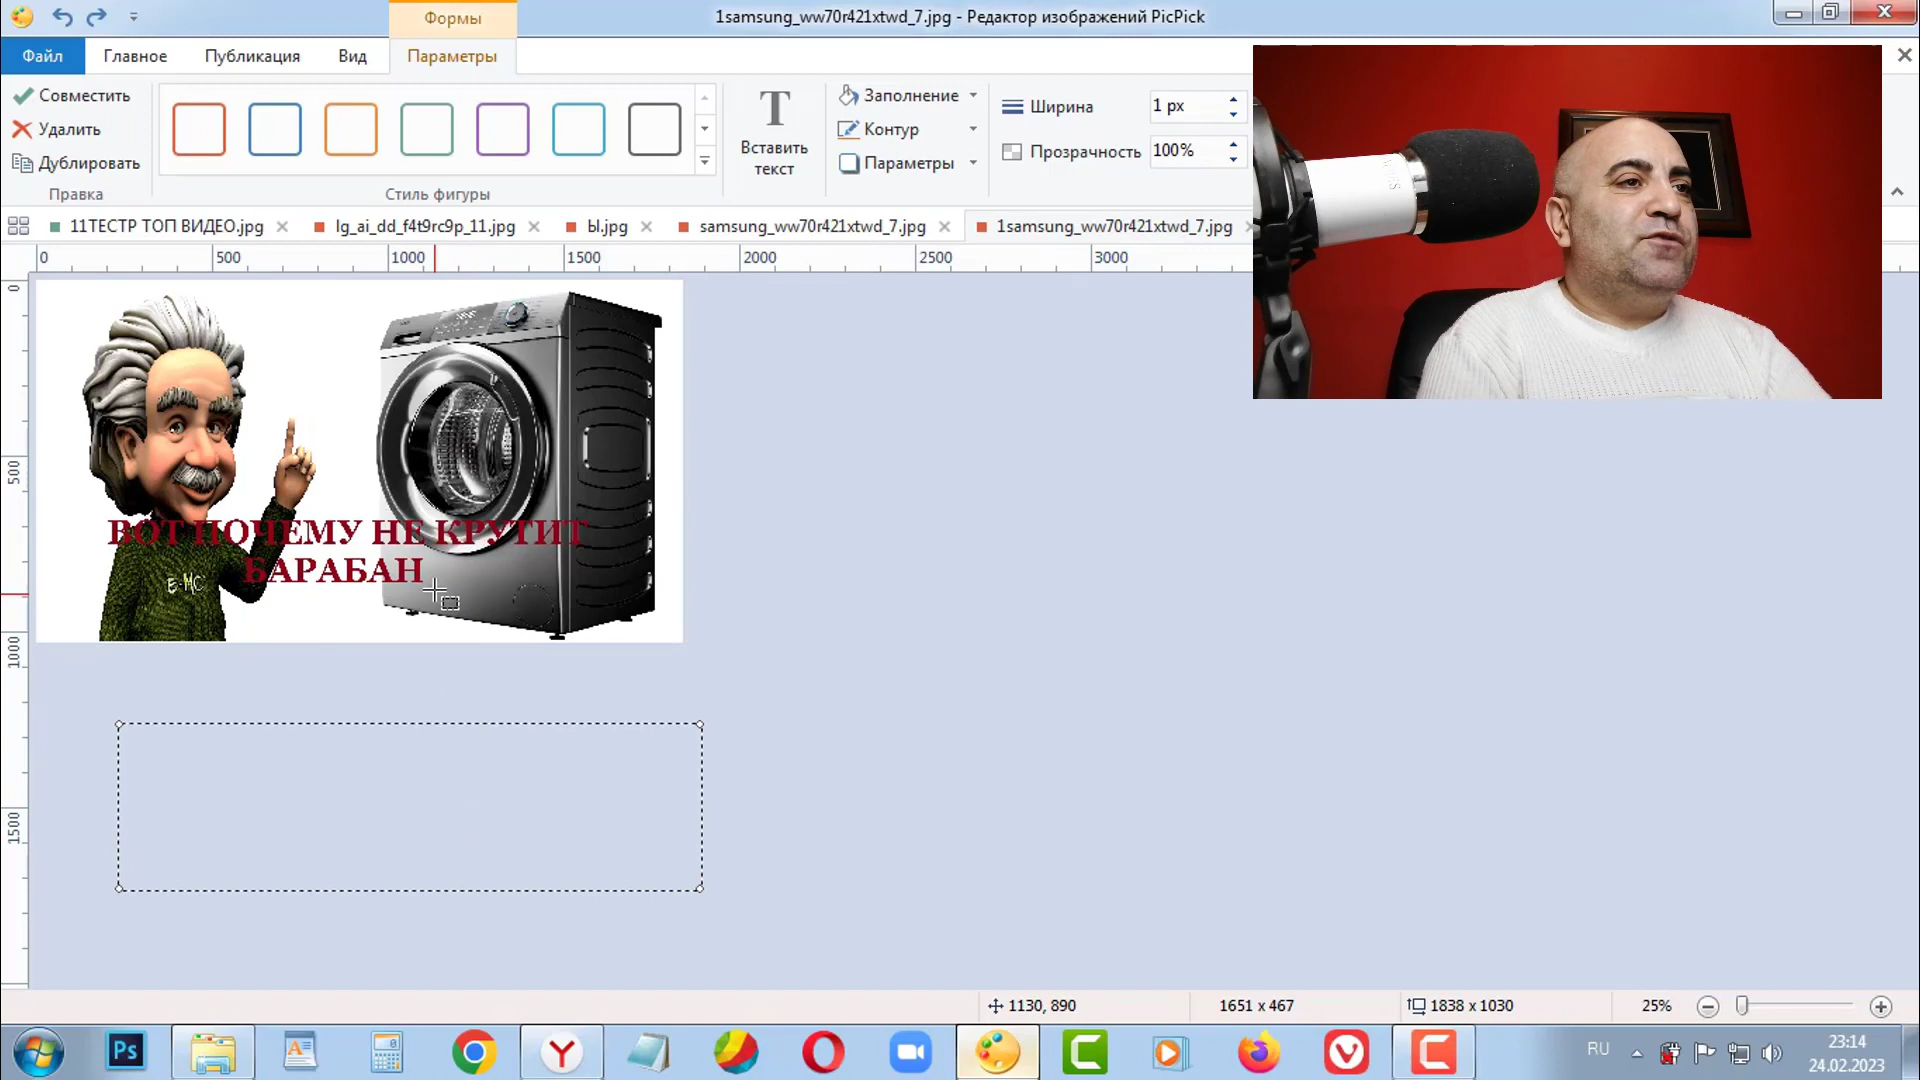 Формы
1samsung_ww70r421xtwd_7.jpg - Редактор изображений PicPick
Файл
Главное
Публикация
Вид
Параметры
Совместить
Удалить
Дублировать
Правка
Стиль фигуры
Вставить
текст
Заполнение
Контур
Параметры
Ширина
1 px
Прозрачность
100%
11ТЕСТР ТОП ВИДЕО.jpg
lg_ai_dd_f4t9rc9p_11.jpg
Ы.jpg
samsung_ww70r421xtwd_7.jpg
1samsung_ww70r421xtwd_7.jpg
0
500
1000
1500
2000
2500
3000
0
500
1000
1500
ВОТ ПОЧЕМУ НЕ КРУТИТ
БАРАБАН
E=MC
1130, 890
1651 x 467
1838 x 1030
25%
Ps
RU
23:14
24.02.2023